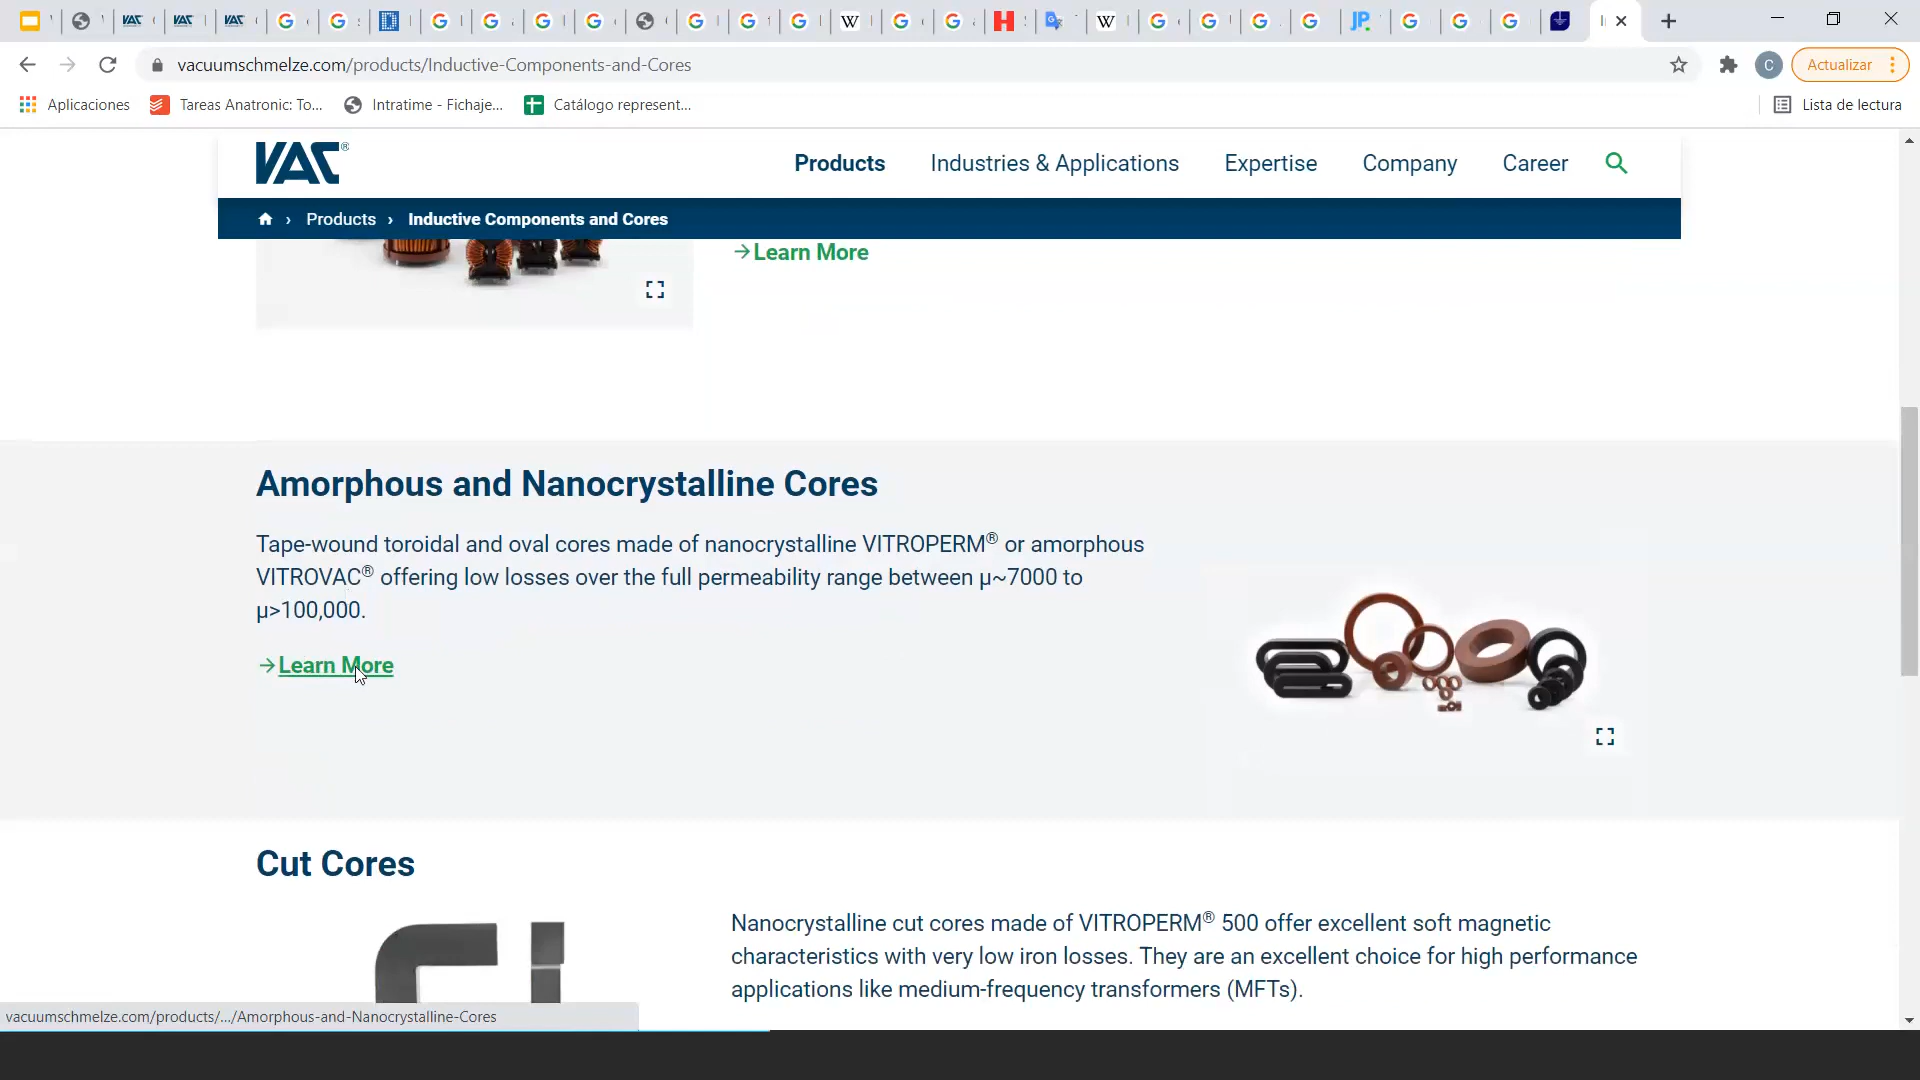 vacuumschmelze.com/products/Inductive-Components-and-Cores
C
Actualizar
Aplicaciones
Tareas Anatronic: To...
Intratime - Fichaje...
Catálogo represent...
Lista de lectura
VAC®
Products
Industries & Applications
Expertise
Company
Career
Products › Inductive Components and Cores
Learn More
Amorphous and Nanocrystalline Cores
Tape-wound toroidal and oval cores made of nanocrystalline VITROPERM® or amorphous
VITROVAC® offering low losses over the full permeability range between µ~7000 to
µ>100,000.
Learn More
Cut Cores
Nanocrystalline cut cores made of VITROPERM® 500 offer excellent soft magnetic
characteristics with very low iron losses. They are an excellent choice for high performance
applications like medium-frequency transformers (MFTs).
vacuumschmelze.com/products/.../Amorphous-and-Nanocrystalline-Cores